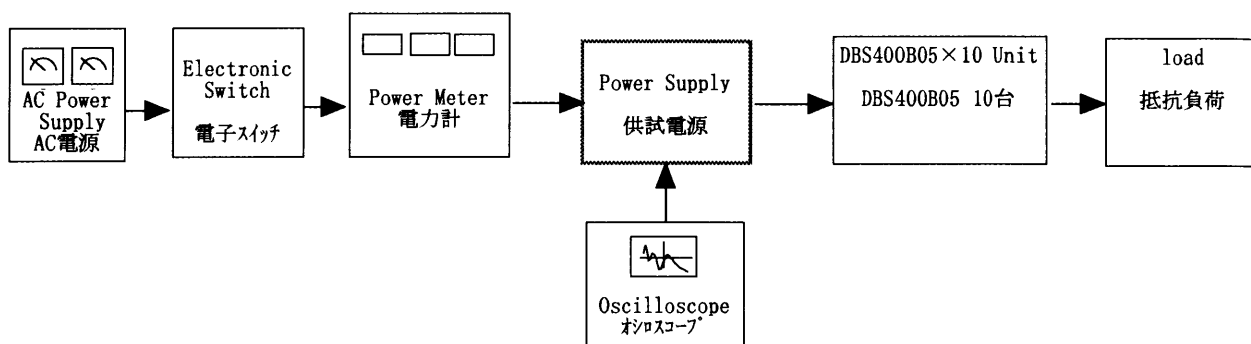 AC Power
Supply
AC電源
Electronic
Switch
電子スイッチ
Power Meter
電力計
Power Supply
供試電源
DBS400B05×10 Unit
DBS400B05 10台
load
抵抗負荷
Oscilloscope
オシロスコープ